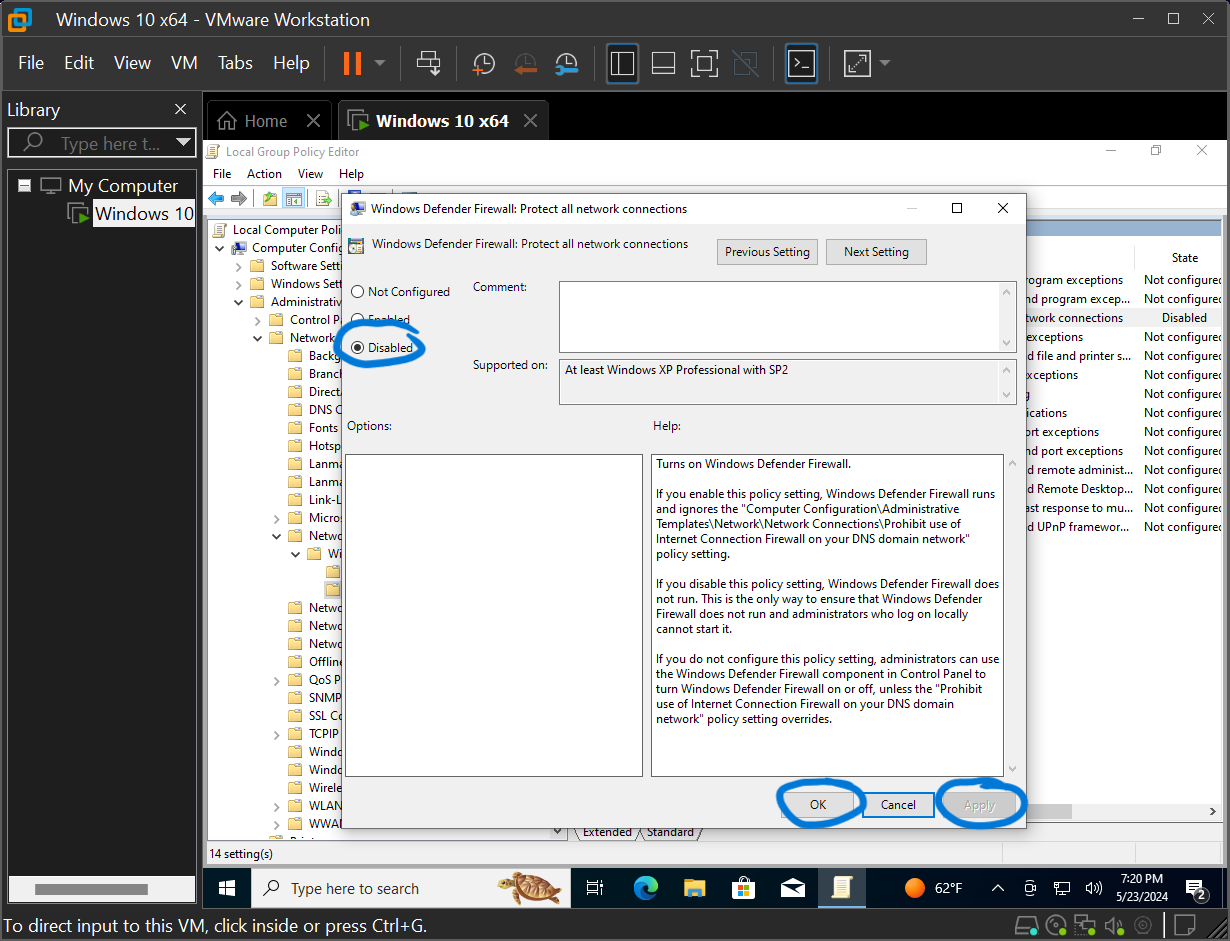 Windows 10 x64 - VMware Workstation
File Edit View VM Tabs Help
Library
Type here t...
My Computer
Windows 10
Home
Windows 10 x64
Local Group Policy Editor
File Action View Help
Local Computer Poli
Computer Config
Software Setti
Windows Sett
Administrativ
Control P
Network
Backg
Branch
Direct
DNS C
Fonts
Hotsp
Lanma
Lanma
Link-L
Micros
Netwo
Wi
Netwo
Netwo
Netwo
Offline
QoS P
SNMP
SSL Co
TCPIP
Windo
Windo
Wirele
WLAN
WWA
Windows Defender Firewall: Protect all network connections
Windows Defender Firewall: Protect all network connections
Previous Setting
Next Setting
Not Configured
Enabled
Disabled
Comment:
Supported on:
At least Windows XP Professional with SP2
Options:
Help:
Turns on Windows Defender Firewall.
If you enable this policy setting, Windows Defender Firewall runs
and ignores the "Computer Configuration\Administrative
Templates\Network\Network Connections\Prohibit use of
Internet Connection Firewall on your DNS domain network"
policy setting.
If you disable this policy setting, Windows Defender Firewall does
not run. This is the only way to ensure that Windows Defender
Firewall does not run and administrators who log on locally
cannot start it.
If you do not configure this policy setting, administrators can use
the Windows Defender Firewall component in Control Panel to
turn Windows Defender Firewall on or off, unless the "Prohibit
use of Internet Connection Firewall on your DNS domain
network" policy setting overrides.
OK
Cancel
Apply
State
rogram exceptions Not configured
nd program excep... Not configured
twork connections Disabled
exceptions Not configured
d file and printer s... Not configured
xceptions Not configured
g Not configured
ications Not configured
ort exceptions Not configured
nd port exceptions Not configured
d remote administ... Not configured
d Remote Desktop... Not configured
ast response to mu... Not configured
d UPnP framewor... Not configured
Extended
Standard
14 setting(s)
Type here to search
62°F
7:20 PM
5/23/2024
2
To direct input to this VM, click inside or press Ctrl+G.